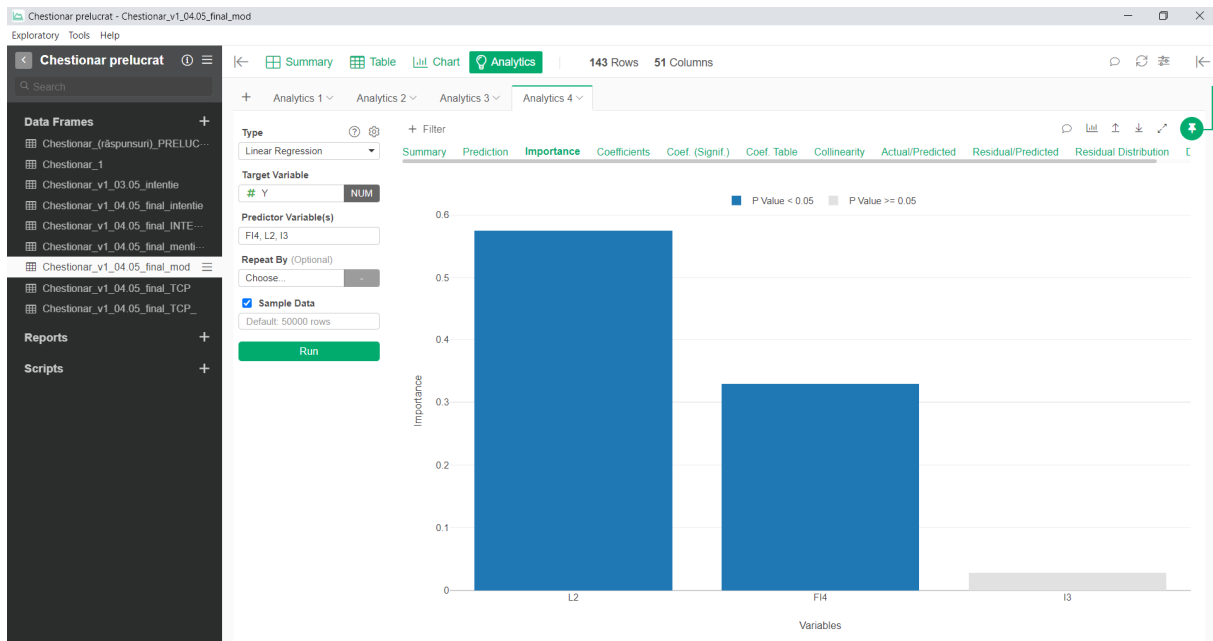 Chestionar prelucrat - Chestionar_v1_04.05_final_mod
Exploratory Tools Help
Chestionar prelucrat
Search
Data Frames +
Chestionar_(răspunsuri)_PRELUC···
Chestionar_1
Chestionar_v1_03.05_intentie
Chestionar_v1_04.05_final_intentie
Chestionar_v1_04.05_final_INTE···
Chestionar_v1_04.05_final_menti···
Chestionar_v1_04.05_final_mod
Chestionar_v1_04.05_final_TCP
Chestionar_v1_04.05_final_TCP_
Reports +
Scripts +
Summary Table Chart Analytics 143 Rows 51 Columns
+ Analytics 1 Analytics 2 Analytics 3 Analytics 4
Type
Linear Regression
Target Variable
# Y NUM
Predictor Variable(s)
FI4, L2, I3
Repeat By (Optional)
Choose... -
Sample Data
Default: 50000 rows
Run
+ Filter
Summary Prediction Importance Coefficients Coef. (Signif.) Coef. Table Collinearity Actual/Predicted Residual/Predicted Residual Distribution
P Value < 0.05 P Value >= 0.05
0.6
0.5
0.4
0.3
0.2
0.1
0
Importance
L2 FI4 I3
Variables